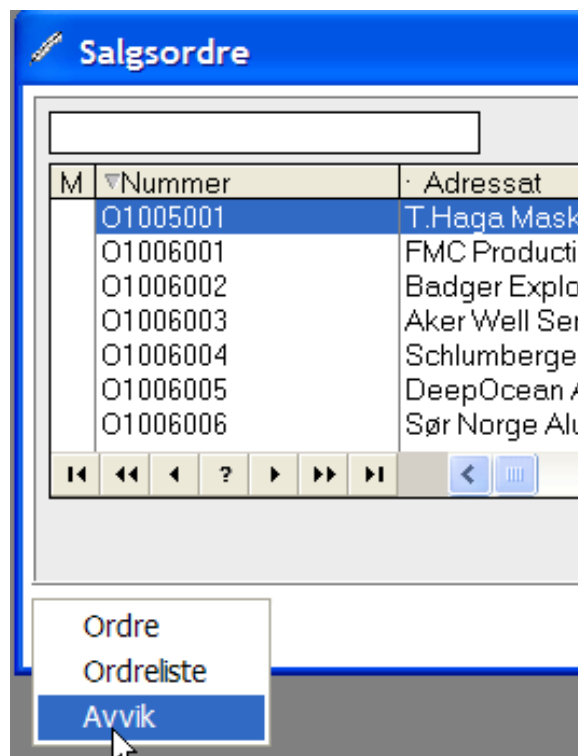 Salgsordre
M Nummer Adressat
O1005001 T.Haga Mask
O1006001 FMC Producti
O1006002 Badger Explo
O1006003 Aker Well Ser
O1006004 Schlumberge
O1006005 DeepOcean A
O1006006 Sør Norge Alu
?
Ordre
Ordreliste
Avvik